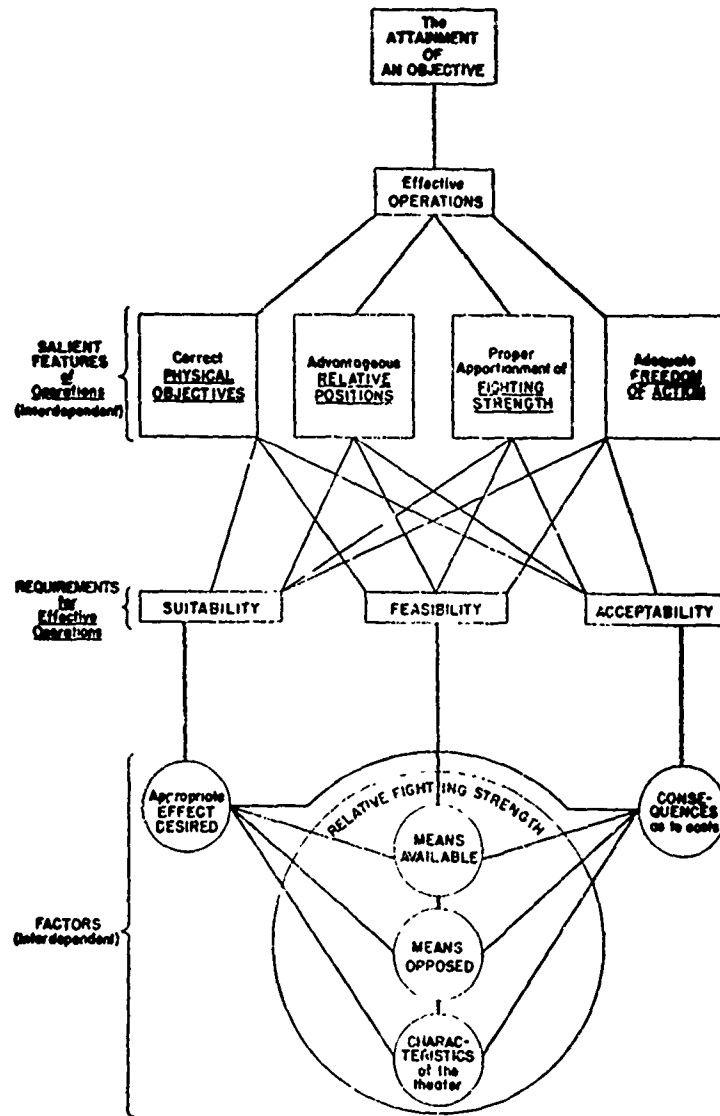 The
ATTAINMENT
OF
AN OBJECTIVE
Effective
OPERATIONS
SALIENT
FEATURES
of
Operations
(Interdependent)
Correct
PHYSICAL
OBJECTIVES
Advantageous
RELATIVE
POSITIONS
Proper
Apportionment of
FIGHTING
STRENGTH
Adequate
FREEDOM
OF ACTION
REQUIREMENTS
for
Effective
Operations
SUITABILITY
FEASIBILITY
ACCEPTABILITY
FACTORS
(Interdependent)
Appropriate
EFFECT
DESIRED
RELATIVE FIGHTING STRENGTH
MEANS
AVAILABLE
MEANS
OPPOSED
CHARAC-
TERISTICS
of the
theater
CONSE-
QUENCES
as to costs